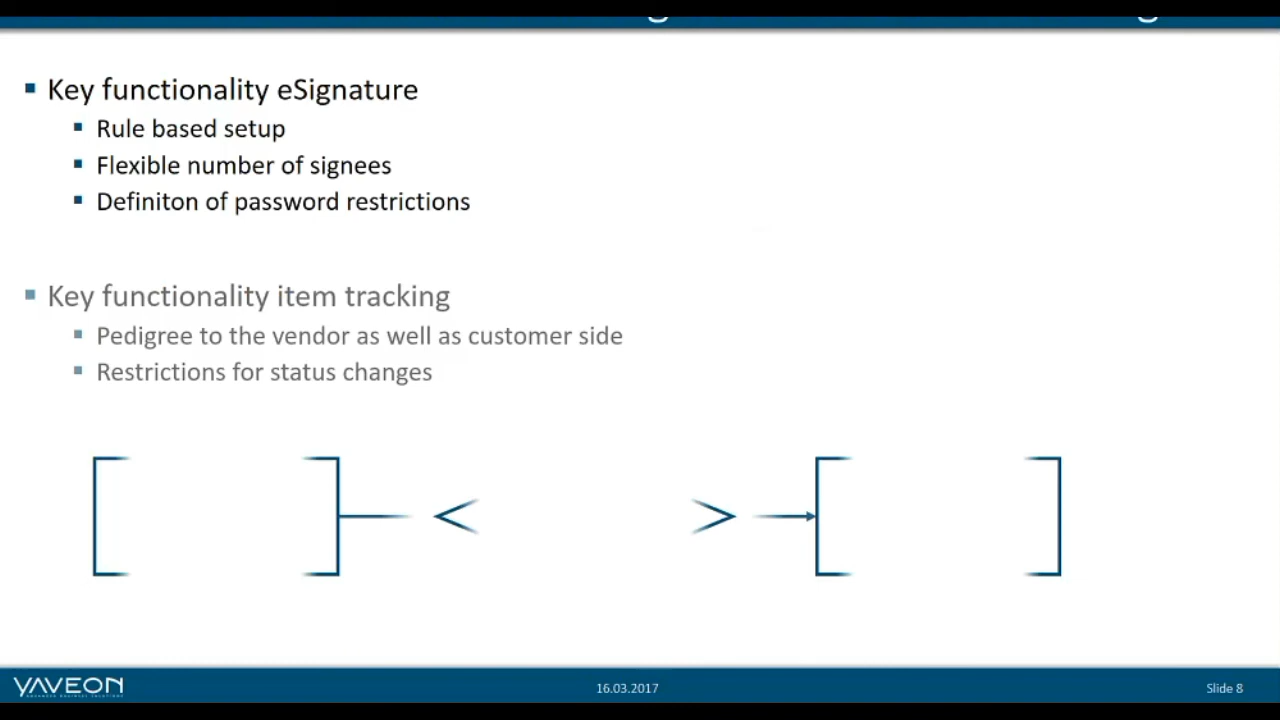 Key functionality eSignature
Rule based setup
Flexible number of signees
Definiton of password restrictions
Key functionality item tracking
Pedigree to the vendor as well as customer side
Restrictions for status changes
YAVEON
16.03.2017
Slide 8